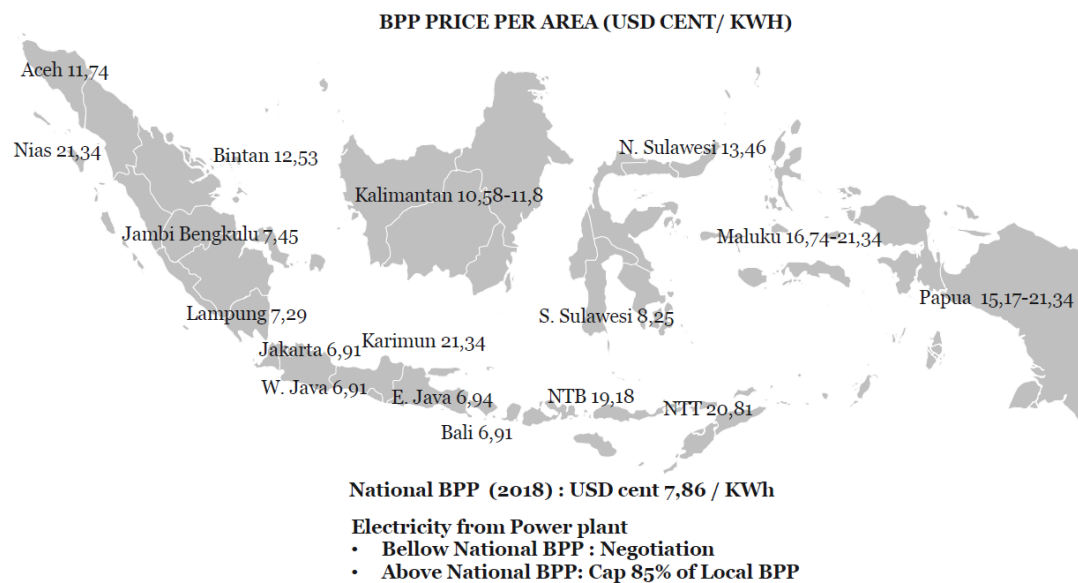 BPP PRICE PER AREA (USD CENT/ KWH)
Aceh 11,74
Nias 21,34
Bintan 12,53
N. Sulawesi 13,46
Kalimantan 10,58-11,8
Jambi Bengkulu 7,45
Maluku 16,74-21,34
Papua 15,17-21,34
Lampung 7,29
S. Sulawesi 8,25
Jakarta 6,91
Karimun 21,34
W. Java 6,91
E. Java 6,94
NTB 19,18
NTT 20,81
Bali 6,91
National BPP (2018) : USD cent 7,86 / KWh
Electricity from Power plant
• Bellow National BPP : Negotiation
• Above National BPP: Cap 85% of Local BPP